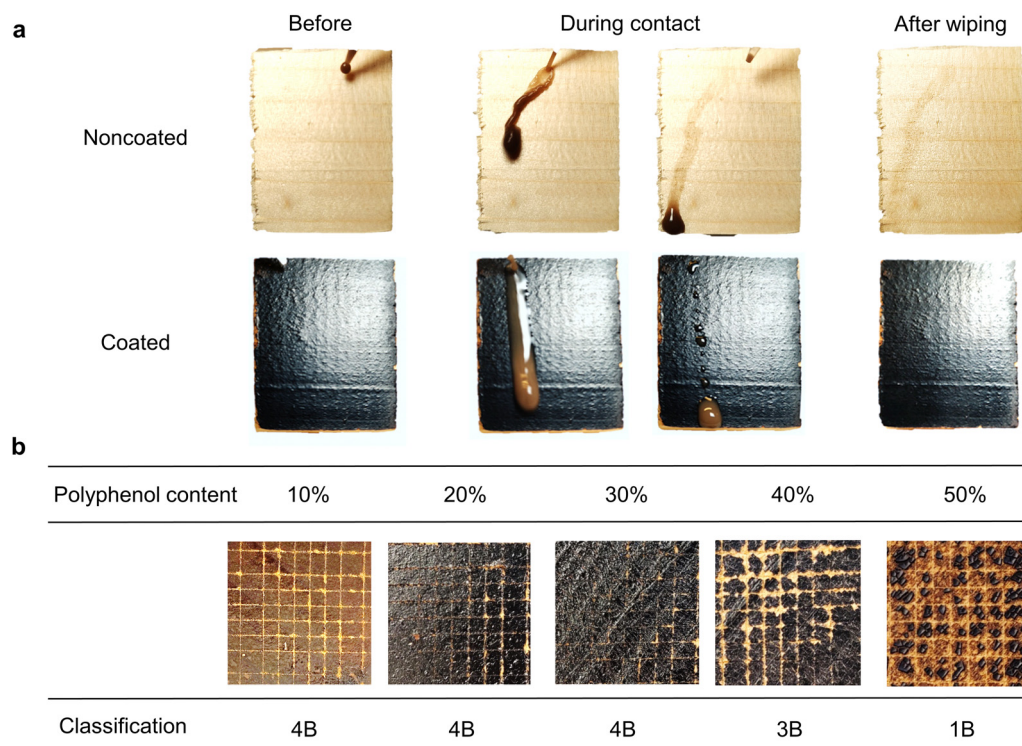 a
Before During contact After wiping
Noncoated
Coated
b
Polyphenol content 10% 20% 30% 40% 50%
Classification 4B 4B 4B 3B 1B